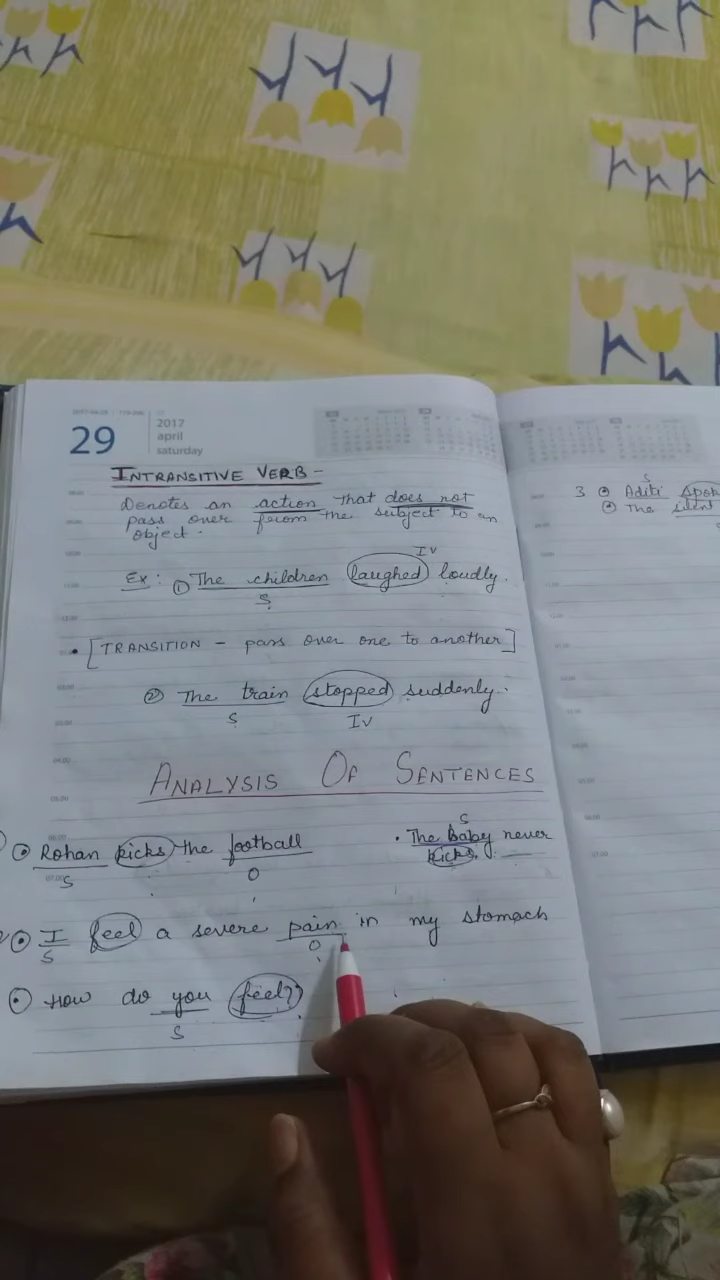 29
2017
april
saturday
INTRANSITIVE VERB -
Denotes an action that does not
pass over from the subject to an
object.
IV
Ex: ① The children laughed loudly.
S
• [TRANSITION - pass over one to another]
② The train stopped suddenly.
S IV
ANALYSIS OF SENTENCES
Rohan kicks the football
S O
S
• The baby never
kicks.
I feel a severe pain in my stomach
S O
How do you feel?
S
S
3 Aditi
The silent